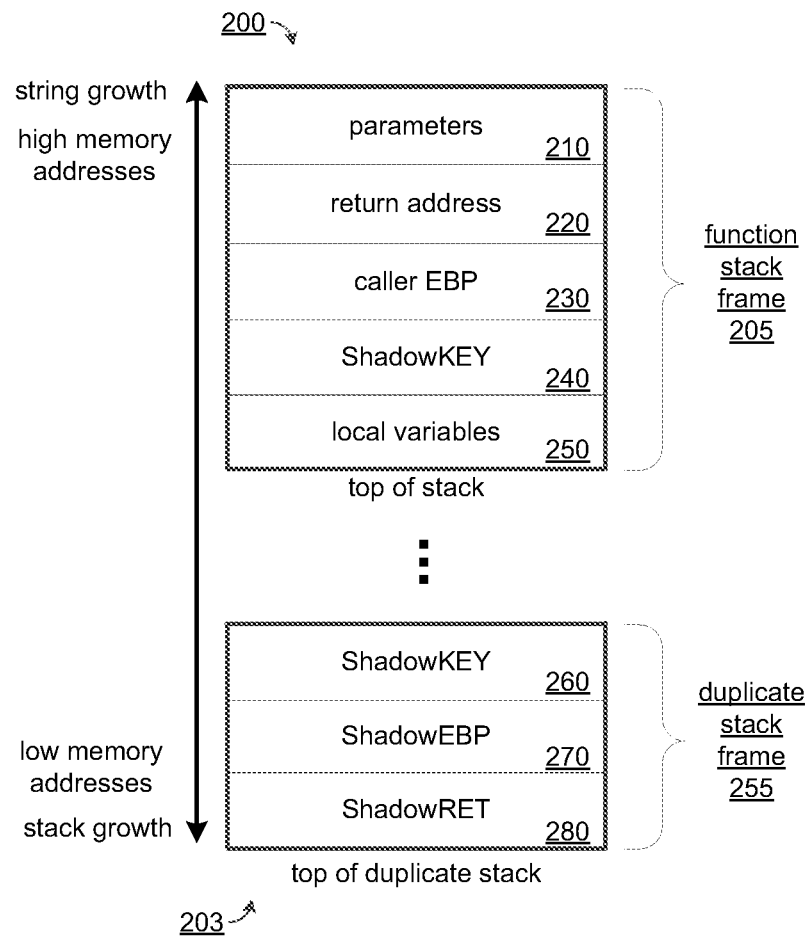 200
string growth
high memory
addresses
parameters
210
return address
220
caller EBP
230
ShadowKEY
240
local variables
250
top of stack
function
stack
frame
205
ShadowKEY
260
ShadowEBP
270
ShadowRET
280
top of duplicate stack
duplicate
stack
frame
255
low memory
addresses
stack growth
203